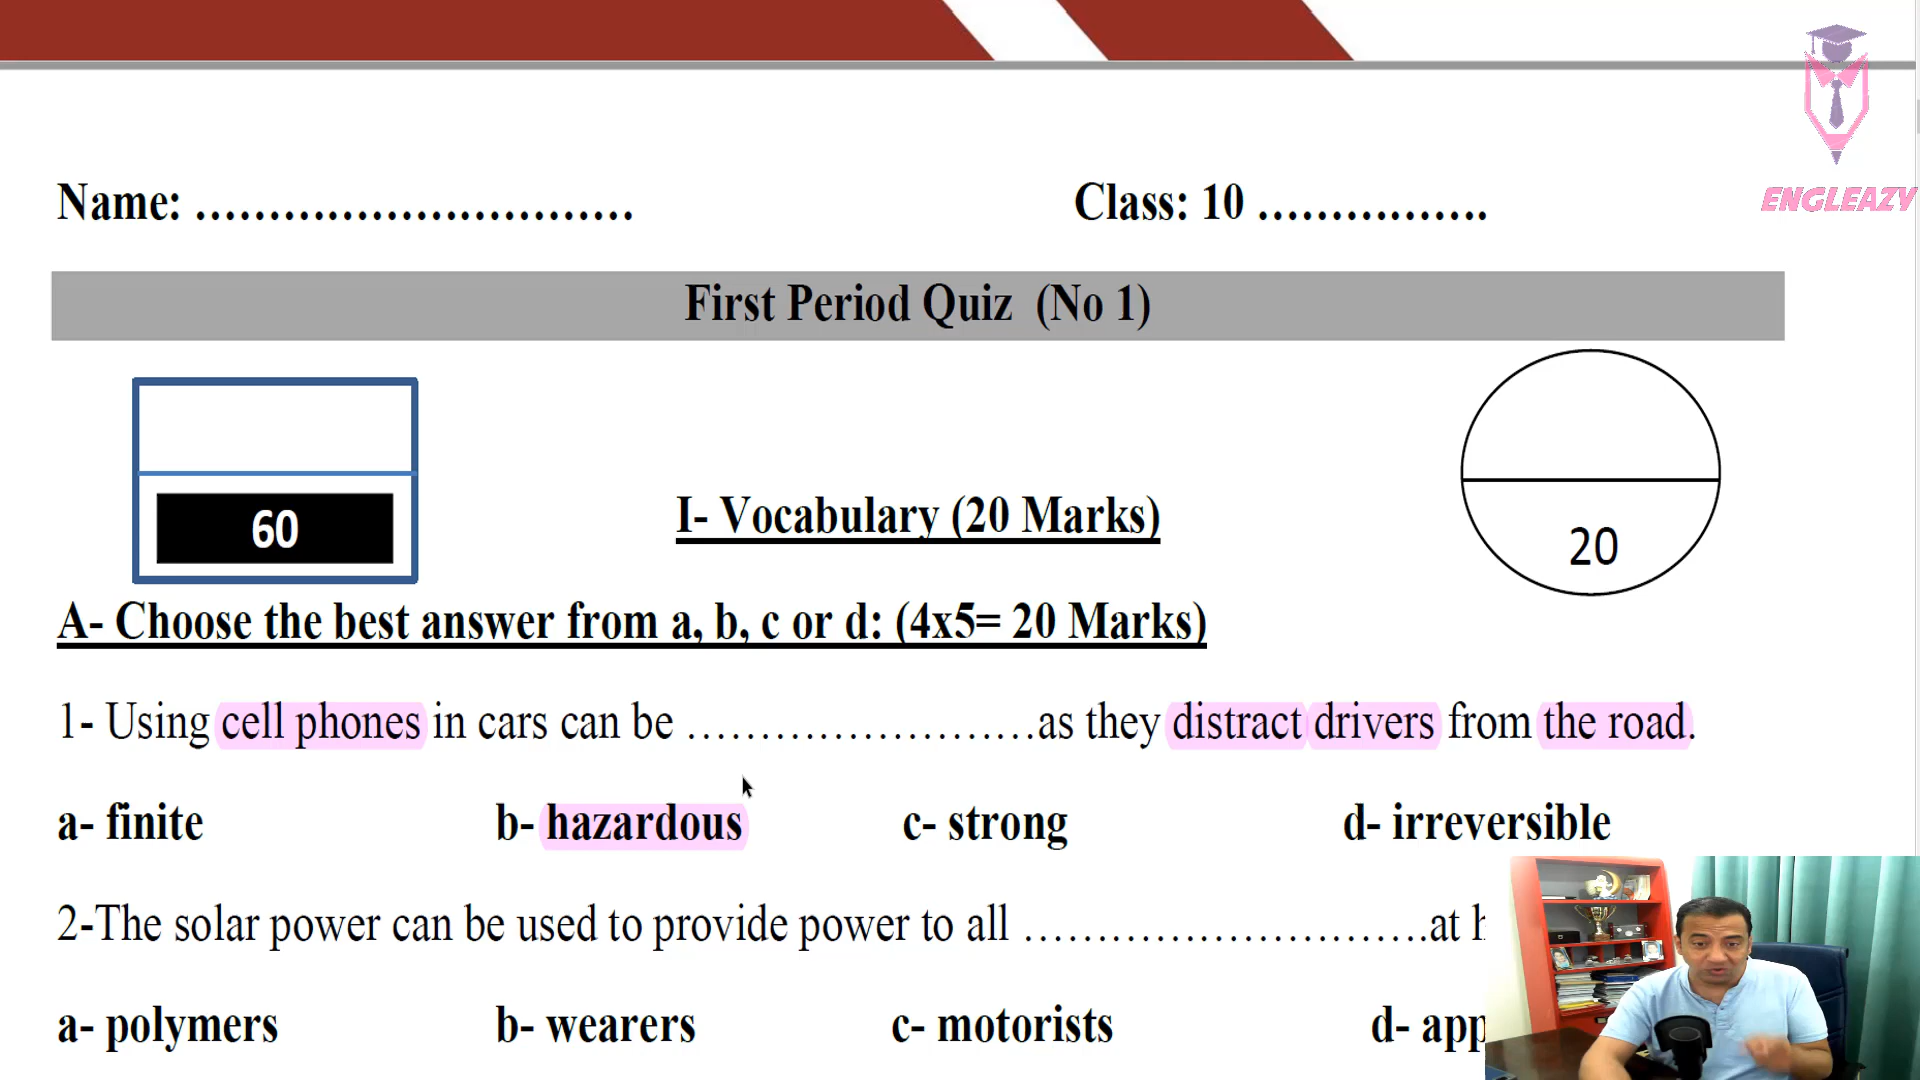 ENGLEAZY
Name: ................................ Class: 10 ................
First Period Quiz (No 1)
60
I- Vocabulary (20 Marks)
20
A- Choose the best answer from a, b, c or d: (4x5= 20 Marks)
1- Using cell phones in cars can be ........................as they distract drivers from the road.
a- finite b- hazardous c- strong d- irreversible
2-The solar power can be used to provide power to all ............................at
a- polymers b- wearers c- motorists d-